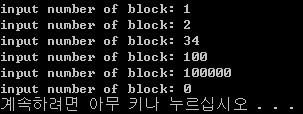 input number of block: 1
input number of block: 2
input number of block: 34
input number of block: 100
input number of block: 100000
input number of block: 0
계속하려면 아무 키나 누르십시오 . . .